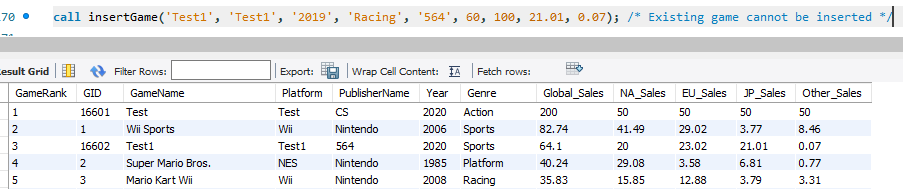 170 call insertGame('Test1', 'Test1', '2019', 'Racing', '564', 60, 100, 21.01, 0.07); /* Existing game cannot be inserted */
Result Grid Filter Rows: Export: Wrap Cell Content: IA Fetch rows:
GameRank GID GameName Platform PublisherName Year Genre Global_Sales NA_Sales EU_Sales JP_Sales Other_Sales
1 16601 Test Test CS 2020 Action 200 50 50 50 50
2 1 Wii Sports Wii Nintendo 2006 Sports 82.74 41.49 29.02 3.77 8.46
3 16602 Test1 Test1 564 2020 Sports 64.1 20 23.02 21.01 0.07
4 2 Super Mario Bros. NES Nintendo 1985 Platform 40.24 29.08 3.58 6.81 0.77
5 3 Mario Kart Wii Wii Nintendo 2008 Racing 35.83 15.85 12.88 3.79 3.31